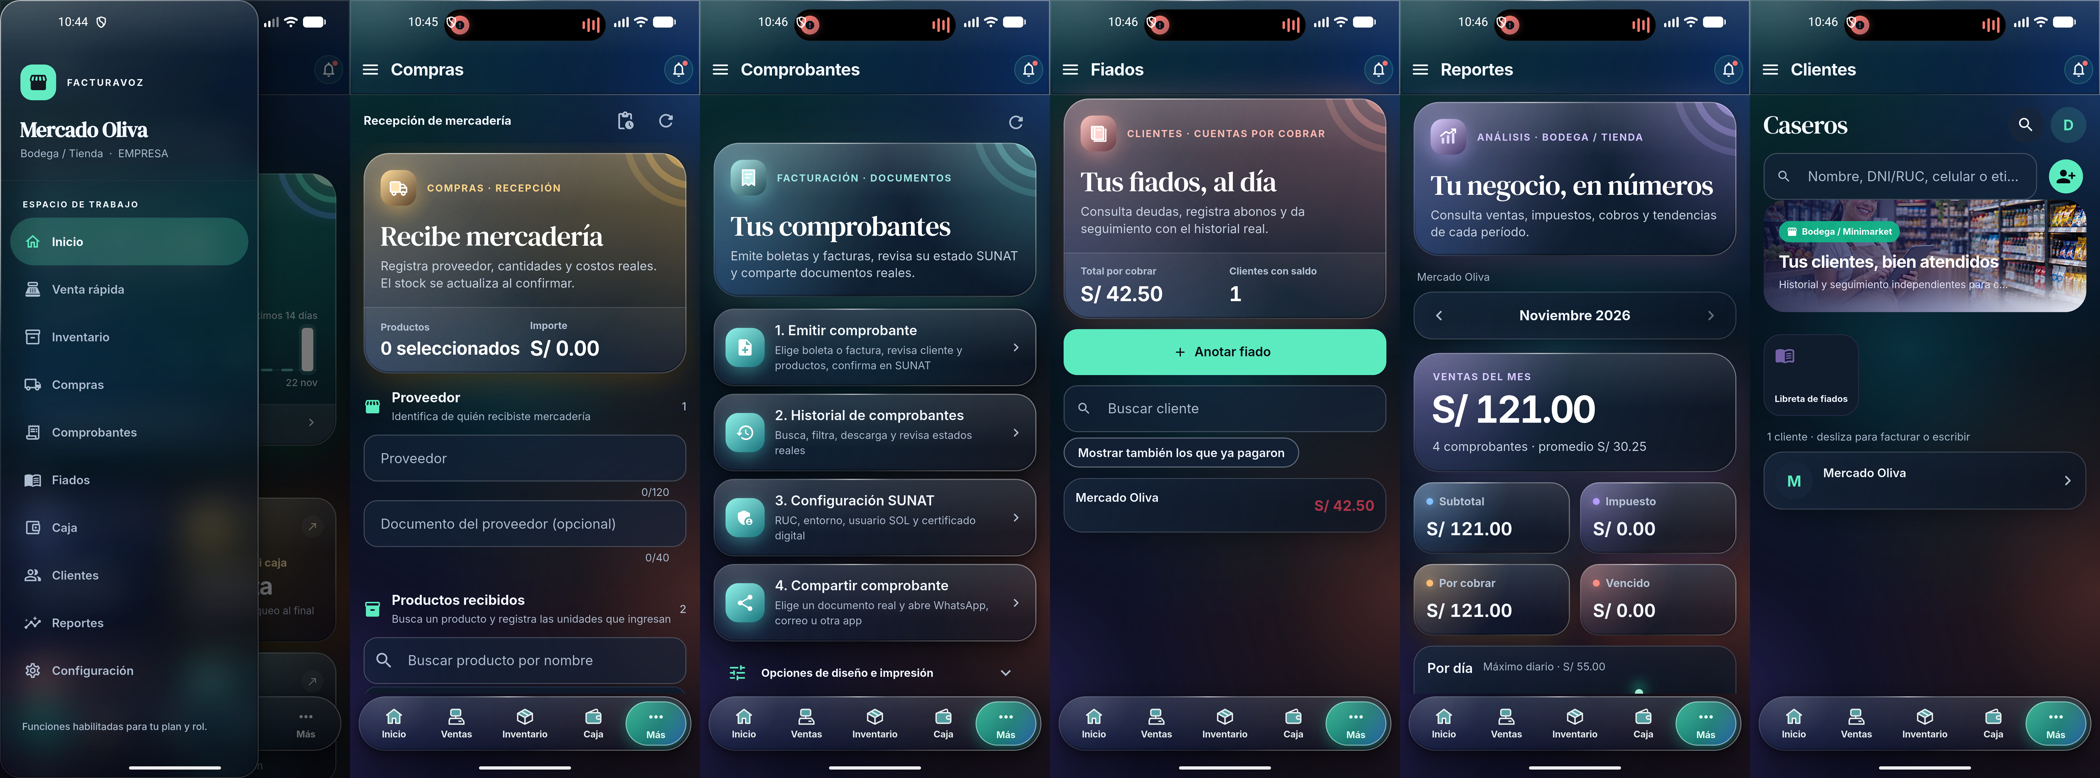 10:44
FACTURAVOZ
Mercado Oliva
Bodega / Tienda · EMPRESA
ESPACIO DE TRABAJO
Inicio
Venta rápida
Inventario
Compras
Comprobantes
Fiados
Caja
Clientes
Reportes
Configuración
Funciones habilitadas para tu plan y rol.
14 días
22 nov
caja
al final
Más
10:45
Compras
Recepción de mercadería
COMPRAS · RECEPCIÓN
Recibe mercadería
Registra proveedor, cantidades y costos reales.
El stock se actualiza al confirmar.
Productos Importe
0 seleccionados S/ 0.00
Proveedor
Identifica de quién recibiste mercadería
1
Proveedor
0/120
Documento del proveedor (opcional)
0/40
Productos recibidos
Busca un producto y registra las unidades que ingresan
2
Buscar producto por nombre
Inicio Ventas Inventario Caja Más
10:46
Comprobantes
FACTURACIÓN · DOCUMENTOS
Tus comprobantes
Emite boletas y facturas, revisa su estado SUNAT
y comparte documentos reales.
1. Emitir comprobante
Elige boleta o factura, revisa cliente y
productos, confirma en SUNAT
2. Historial de comprobantes
Busca, filtra, descarga y revisa estados
reales
3. Configuración SUNAT
RUC, entorno, usuario SOL y certificado
digital
4. Compartir comprobante
Elige un documento real y abre WhatsApp,
correo u otra app
Opciones de diseño e impresión
Inicio Ventas Inventario Caja Más
10:46
Fiados
CLIENTES · CUENTAS POR COBRAR
Tus fiados, al día
Consulta deudas, registra abonos y da
seguimiento con el historial real.
Total por cobrar Clientes con saldo
S/ 42.50 1
+ Anotar fiado
Buscar cliente
Mostrar también los que ya pagaron
Mercado Oliva
S/ 42.50
Inicio Ventas Inventario Caja Más
10:46
Reportes
ANÁLISIS · BODEGA / TIENDA
Tu negocio, en números
Consulta ventas, impuestos, cobros y tendencias
de cada período.
Mercado Oliva
Noviembre 2026
VENTAS DEL MES
S/ 121.00
4 comprobantes · promedio S/ 30.25
Subtotal Impuesto
S/ 121.00 S/ 0.00
Por cobrar Vencido
S/ 121.00 S/ 0.00
Por día Máximo diario · S/ 55.00
Inicio Ventas Inventario Caja Más
10:46
Clientes
Caseros
D
Nombre, DNI/RUC, celular o eti...
Bodega / Minimarket
Tus clientes, bien atendidos
Historial y seguimiento independientes para c...
Libreta de fiados
1 cliente · desliza para facturar o escribir
M
Mercado Oliva
Inicio Ventas Inventario Caja Más